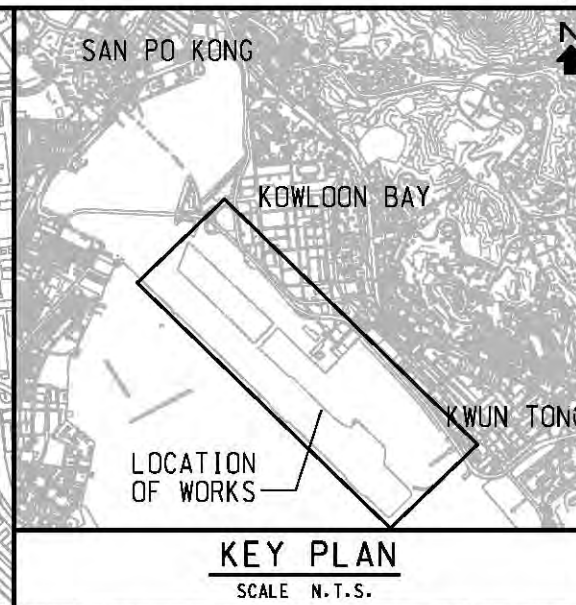 SAN PO KONG
N
KOWLOON BAY
KWUN TONG
LOCATION
OF WORKS
KEY PLAN
SCALE N.T.S.